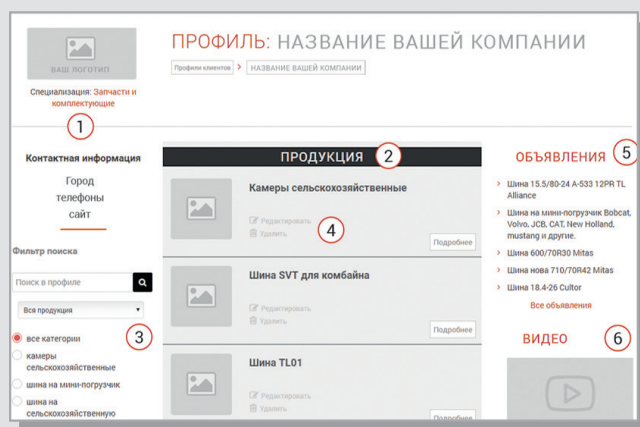 ПРОФИЛЬ: НАЗВАНИЕ ВАШЕЙ КОМПАНИИ
Профили клиентов > НАЗВАНИЕ ВАШЕЙ КОМПАНИИ
ВАШ ЛОГОТИП
Специализация: Запчасти и
комплектующие
1
Контактная информация
Город
телефоны
сайт
Фильтр поиска
Поиск в профиле
Вся продукция
3
все категории
камеры
сельскохозяйственные
шина на мини-погрузчик
шина на
сельскохозяйственную
ПРОДУКЦИЯ 2
Камеры сельскохозяйственные
Редактировать
Удалить
4
Подробнее
Шина SVT для комбайна
Редактировать
Удалить
Подробнее
Шина TL01
Редактировать
Удалить
Подробнее
ОБЪЯВЛЕНИЯ 5
> Шина 15.5/80-24 A-533 12PR TL
Alliance
> Шина на мини-погрузчик Bobcat,
Volvo, JCB, CAT, New Holland,
mustang и другие.
> Шина 600/70R30 Mitas
> Шина нова 710/70R42 Mitas
> Шина 18.4-26 Cultor
Все объявления
ВИДЕО 6